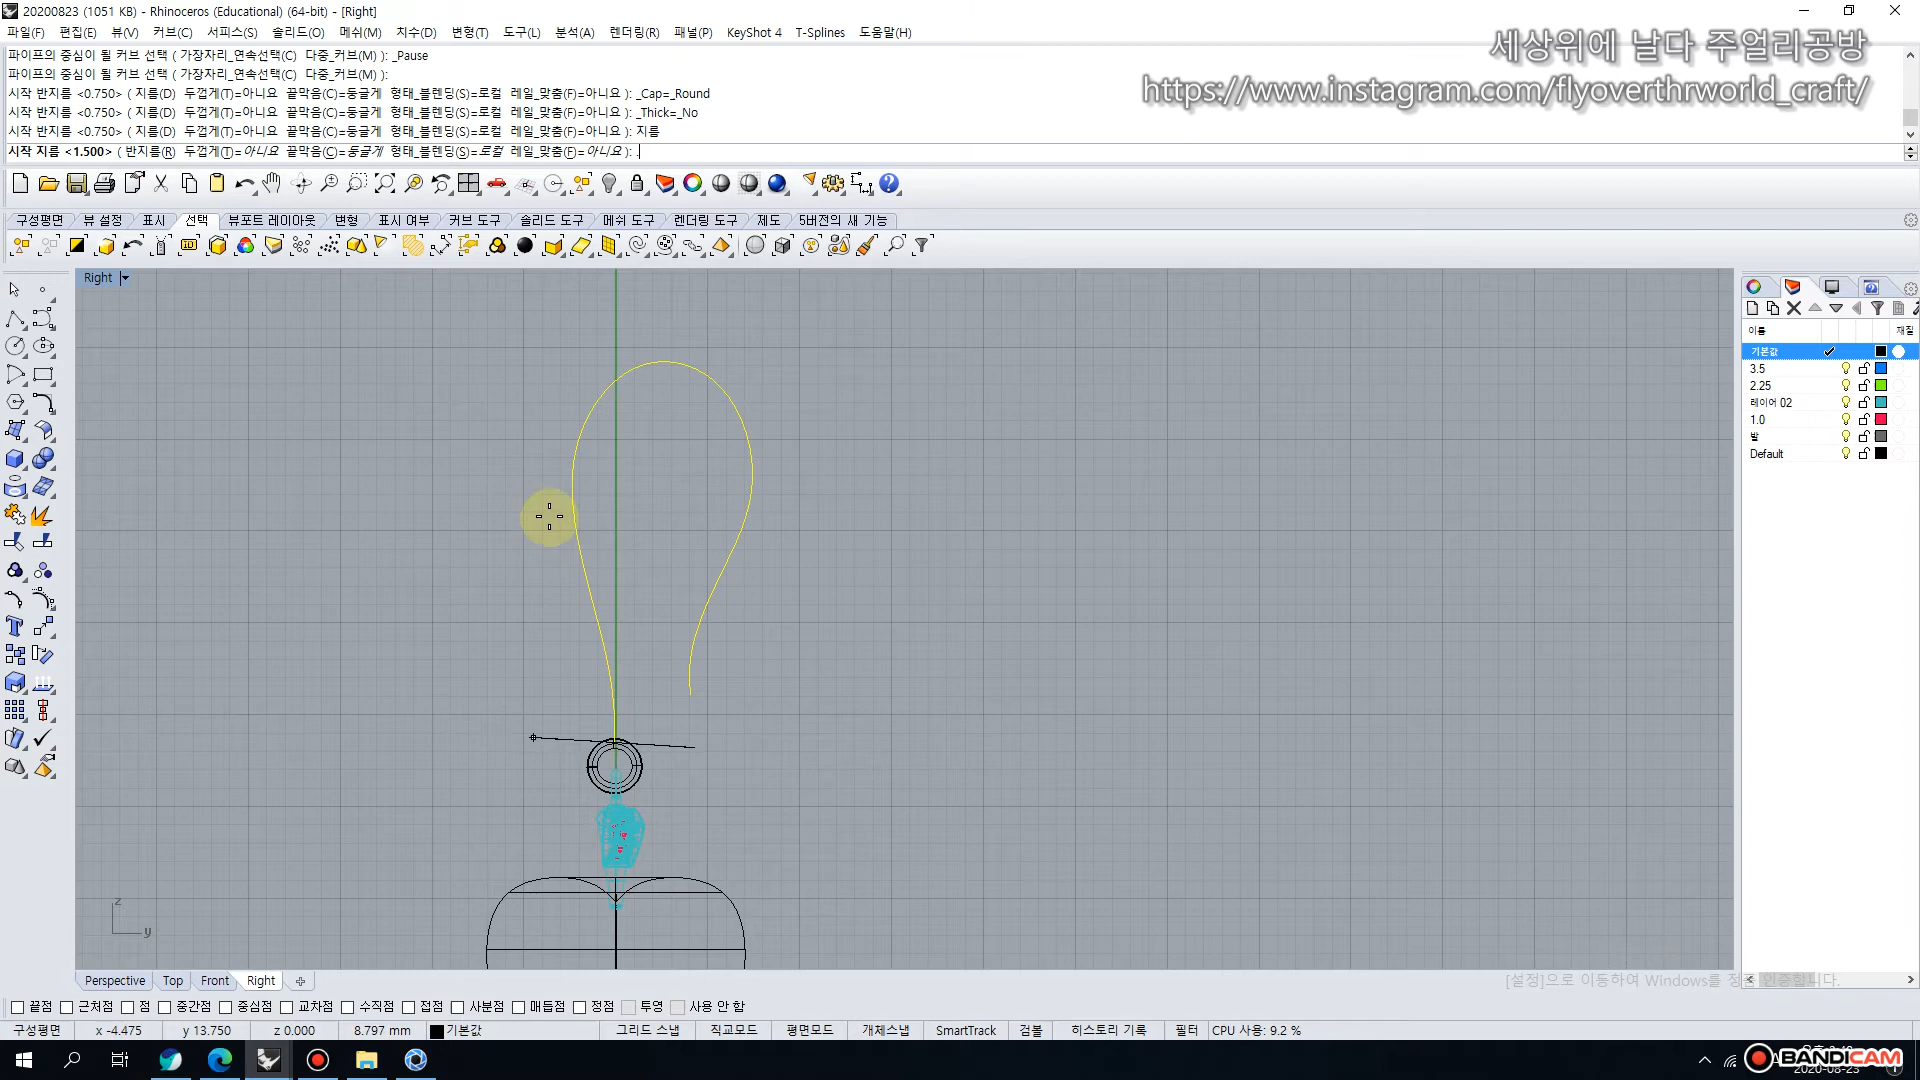 20200823 (1051 KB) - Rhinoceros (Educational) (64-bit) - [Right]
파일(F) 편집(E) 뷰(V) 커브(C) 서피스(S) 솔리드(O) 메쉬(M) 치수(D) 변형(T) 도구(L) 분석(A) 렌더링(R) 패널(P) KeyShot 4 T-Splines 도움말(H)
세상위에 날다 주얼리공방
https://www.instagram.com/flyoverthrworld_craft/
파이프의 중심이 될 커브 선택 ( 가장자리_연속선택(C) 다중_커브(M) ): _Pause
파이프의 중심이 될 커브 선택 ( 가장자리_연속선택(C) 다중_커브(M) ):
시작 반지름 <0.750> ( 지름(D) 두껍게(T)=아니요 끝막음(C)=둥글게 형태_블렌딩(S)=로컬 레일_맞춤(F)=아니요 ): _Cap=_Round
시작 반지름 <0.750> ( 지름(D) 두껍게(T)=아니요 끝막음(C)=둥글게 형태_블렌딩(S)=로컬 레일_맞춤(F)=아니요 ): _Thick=_No
시작 반지름 <0.750> ( 지름(D) 두껍게(T)=아니요 끝막음(C)=둥글게 형태_블렌딩(S)=로컬 레일_맞춤(F)=아니요 ): 지름
시작 지름 <1.500> ( 반지름(R) 두껍게(T)=아니요 끝막음(C)=둥글게 형태_블렌딩(S)=로컬 레일_맞춤(F)=아니요 ): .
구성평면 뷰 설정 표시 선택 뷰포트 레이아웃 변형 표시 여부 커브 도구 솔리드 도구 메쉬 도구 렌더링 도구 제도 5버전의 새 기능
Right
이름 재질
기본값
3.5
2.25
레이어 02
1.0
발
Default
z
y
Perspective Top Front Right
[설정]으로 이동하여 Windows를 정품 인증합니다.
끝점 근처점 점 중간점 중심점 교차점 수직점 접점 사분점 매듭점 정점 투영 사용 안 함
구성평면 x -4.475 y 13.750 z 0.000 8.797 mm 기본값 그리드 스냅 직교모드 평면모드 개체스냅 SmartTrack 검볼 히스토리 기록 필터 CPU 사용: 9.2 %
BANDICAM
2020-08-23